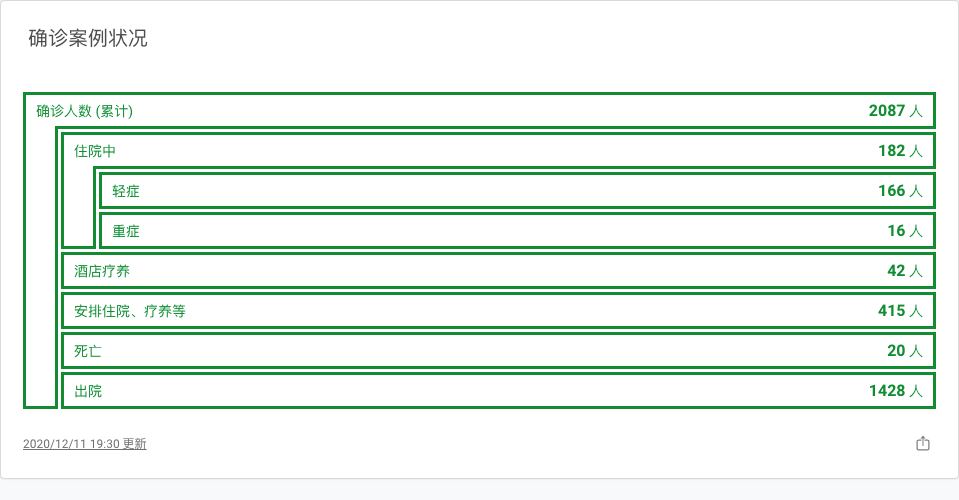 确诊案例状况
确诊人数 (累计) 2087 人
住院中 182 人
轻症 166 人
重症 16 人
酒店疗养 42 人
安排住院、疗养等 415 人
死亡 20 人
出院 1428 人
2020/12/11 19:30 更新